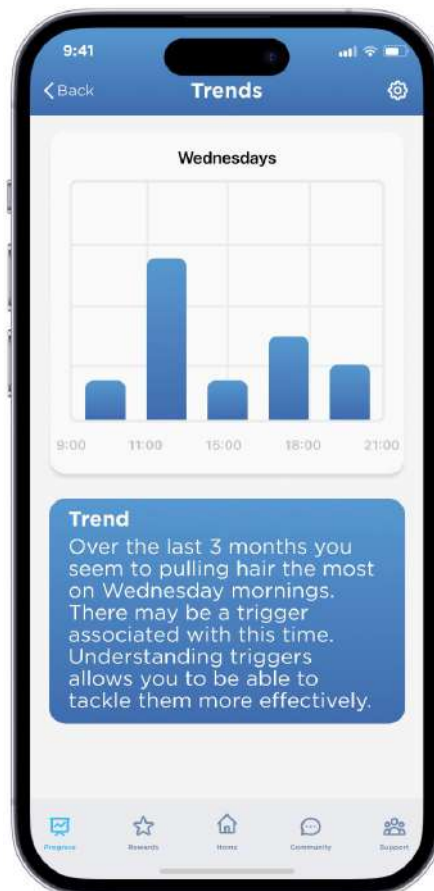 9:41
Back
Trends
Wednesdays
9:00 11:00 15:00 18:00 21:00
Trend
Over the last 3 months you
seem to pulling hair the most
on Wednesday mornings.
There may be a trigger
associated with this time.
Understanding triggers
allows you to be able to
tackle them more effectively.
Progress Rewards Home Community Support